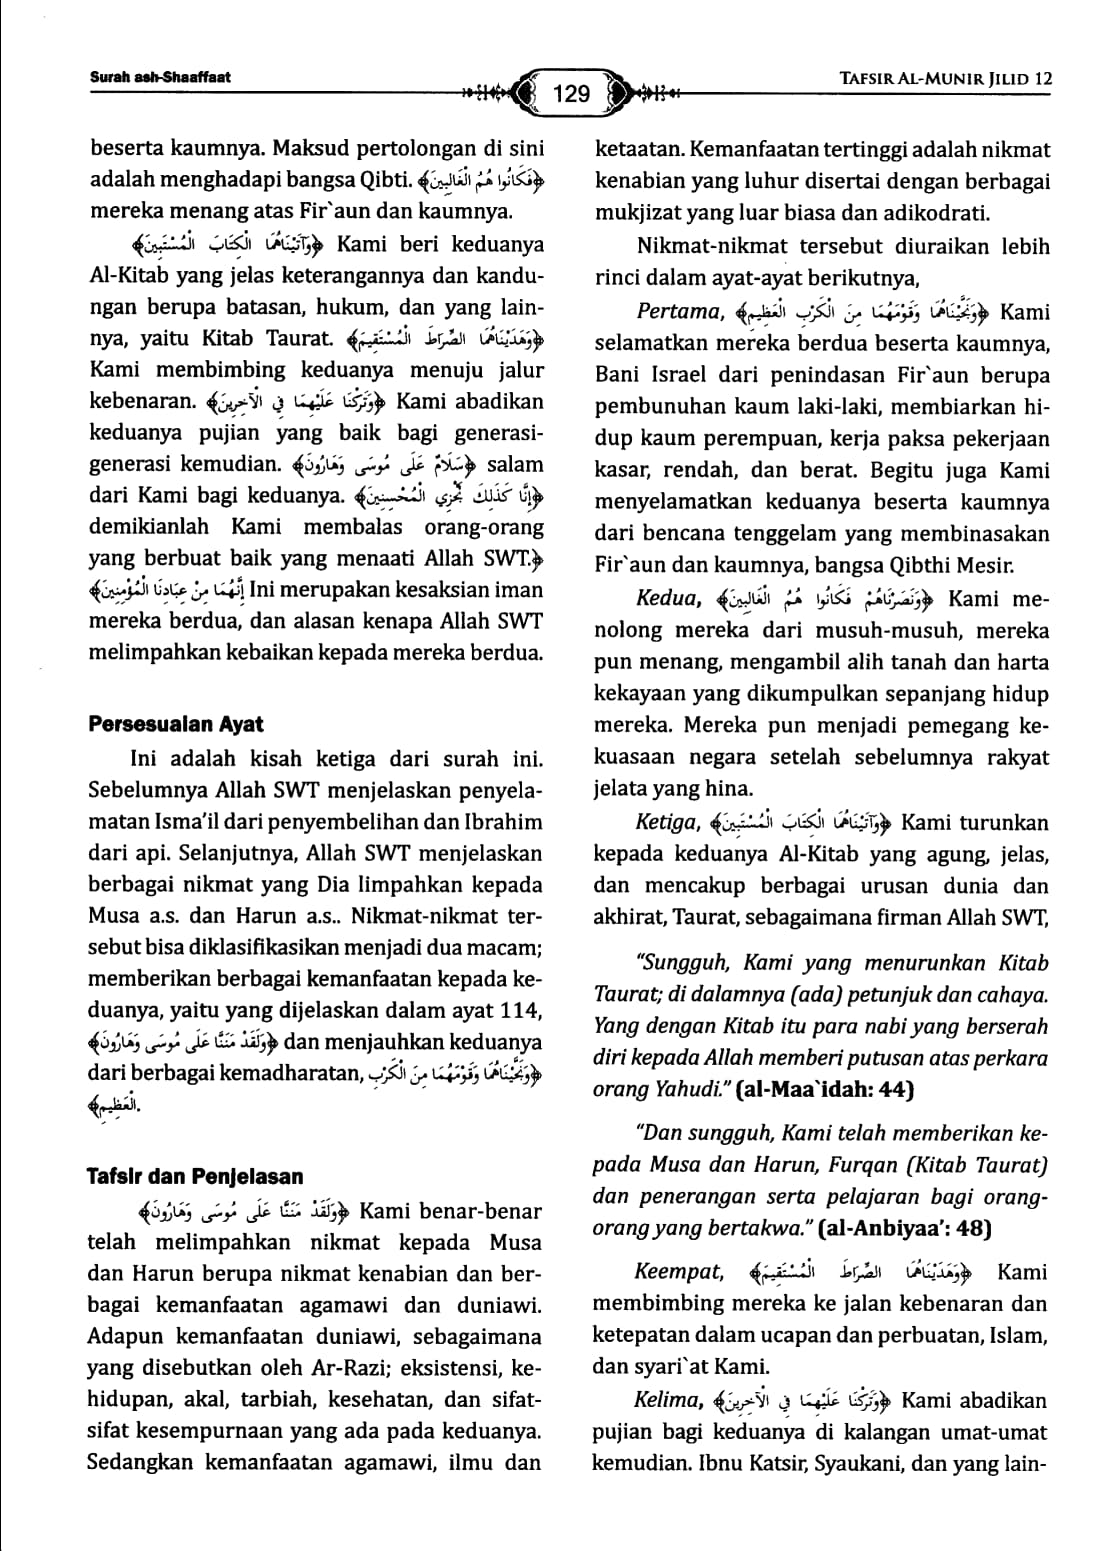 Surah ash-Shaaffaat
129
TAFSIR AL-MUNIR JILID 12
beserta kaumnya. Maksud pertolongan di sini
adalah menghadapi bangsa Qibti. ﴿فَكَانُوا هُمُ الْغَالِبِينَ﴾
mereka menang atas Fir`aun dan kaumnya.
﴿وَآتَيْنَاهُمَا الْكِتَابَ الْمُسْتَبِينَ﴾ Kami beri keduanya
Al-Kitab yang jelas keterangannya dan kandu-
ngan berupa batasan, hukum, dan yang lain-
nya, yaitu Kitab Taurat. ﴿وَهَدَيْنَاهُمَا الصِّرَاطَ الْمُسْتَقِيمَ﴾
Kami membimbing keduanya menuju jalur
kebenaran. ﴿وَتَرَكْنَا عَلَيْهِمَا فِي الْآخِرِينَ﴾ Kami abadikan
keduanya pujian yang baik bagi generasi-
generasi kemudian. ﴿سَلَامٌ عَلَى مُوسَى وَهَارُونَ﴾ salam
dari Kami bagi keduanya. ﴿إِنَّا كَذَلِكَ نَجْزِي الْمُحْسِنِينَ﴾
demikianlah Kami membalas orang-orang
yang berbuat baik yang menaati Allah SWT.﴿
إِنَّهُمَا مِنْ عِبَادِنَا الْمُؤْمِنِينَ﴾ Ini merupakan kesaksian iman
mereka berdua, dan alasan kenapa Allah SWT
melimpahkan kebaikan kepada mereka berdua.
Persesuaian Ayat
Ini adalah kisah ketiga dari surah ini.
Sebelumnya Allah SWT menjelaskan penyela-
matan Isma’il dari penyembelihan dan Ibrahim
dari api. Selanjutnya, Allah SWT menjelaskan
berbagai nikmat yang Dia limpahkan kepada
Musa a.s. dan Harun a.s.. Nikmat-nikmat ter-
sebut bisa diklasifikasikan menjadi dua macam;
memberikan berbagai kemanfaatan kepada ke-
duanya, yaitu yang dijelaskan dalam ayat 114,
﴿وَلَقَدْ مَنَنَّا عَلَى مُوسَى وَهَارُونَ﴾ dan menjauhkan keduanya
dari berbagai kemadharatan, ﴿وَنَجَّيْنَاهُمَا وَقَوْمَهُمَا مِنَ الْكَرْبِ
الْعَظِيمِ﴾.
Tafsir dan Penjelasan
﴿وَلَقَدْ مَنَنَّا عَلَى مُوسَى وَهَارُونَ﴾ Kami benar-benar
telah melimpahkan nikmat kepada Musa
dan Harun berupa nikmat kenabian dan ber-
bagai kemanfaatan agamawi dan duniawi.
Adapun kemanfaatan duniawi, sebagaimana
yang disebutkan oleh Ar-Razi; eksistensi, ke-
hidupan, akal, tarbiah, kesehatan, dan sifat-
sifat kesempurnaan yang ada pada keduanya.
Sedangkan kemanfaatan agamawi, ilmu dan
ketaatan. Kemanfaatan tertinggi adalah nikmat
kenabian yang luhur disertai dengan berbagai
mukjizat yang luar biasa dan adikodrati.
Nikmat-nikmat tersebut diuraikan lebih
rinci dalam ayat-ayat berikutnya,
Pertama, ﴿وَنَجَّيْنَاهُمَا وَقَوْمَهُمَا مِنَ الْكَرْبِ الْعَظِيمِ﴾ Kami
selamatkan mereka berdua beserta kaumnya,
Bani Israel dari penindasan Fir`aun berupa
pembunuhan kaum laki-laki, membiarkan hi-
dup kaum perempuan, kerja paksa pekerjaan
kasar, rendah, dan berat. Begitu juga Kami
menyelamatkan keduanya beserta kaumnya
dari bencana tenggelam yang membinasakan
Fir`aun dan kaumnya, bangsa Qibthi Mesir.
Kedua, ﴿وَنَصَرْنَاهُمْ فَكَانُوا هُمُ الْغَالِبِينَ﴾ Kami me-
nolong mereka dari musuh-musuh, mereka
pun menang, mengambil alih tanah dan harta
kekayaan yang dikumpulkan sepanjang hidup
mereka. Mereka pun menjadi pemegang ke-
kuasaan negara setelah sebelumnya rakyat
jelata yang hina.
Ketiga, ﴿وَآتَيْنَاهُمَا الْكِتَابَ الْمُسْتَبِينَ﴾ Kami turunkan
kepada keduanya Al-Kitab yang agung, jelas,
dan mencakup berbagai urusan dunia dan
akhirat, Taurat, sebagaimana firman Allah SWT,
“Sungguh, Kami yang menurunkan Kitab
Taurat; di dalamnya (ada) petunjuk dan cahaya.
Yang dengan Kitab itu para nabi yang berserah
diri kepada Allah memberi putusan atas perkara
orang Yahudi.” (al-Maa`idah: 44)
“Dan sungguh, Kami telah memberikan ke-
pada Musa dan Harun, Furqan (Kitab Taurat)
dan penerangan serta pelajaran bagi orang-
orang yang bertakwa.” (al-Anbiyaa’: 48)
Keempat, ﴿وَهَدَيْنَاهُمَا الصِّرَاطَ الْمُسْتَقِيمَ﴾ Kami
membimbing mereka ke jalan kebenaran dan
ketepatan dalam ucapan dan perbuatan, Islam,
dan syari`at Kami.
Kelima, ﴿وَتَرَكْنَا عَلَيْهِمَا فِي الْآخِرِينَ﴾ Kami abadikan
pujian bagi keduanya di kalangan umat-umat
kemudian. Ibnu Katsir, Syaukani, dan yang lain-